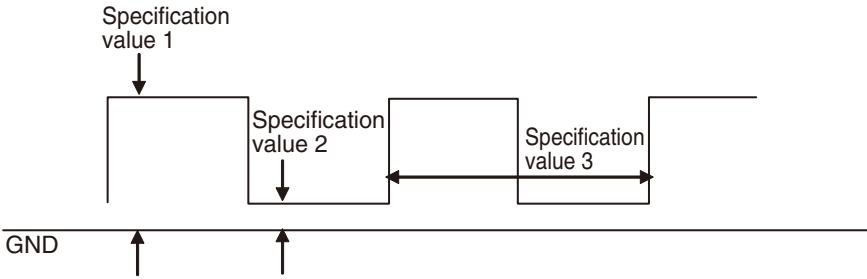 Specification
value 1
Specification
value 2
Specification
value 3
GND